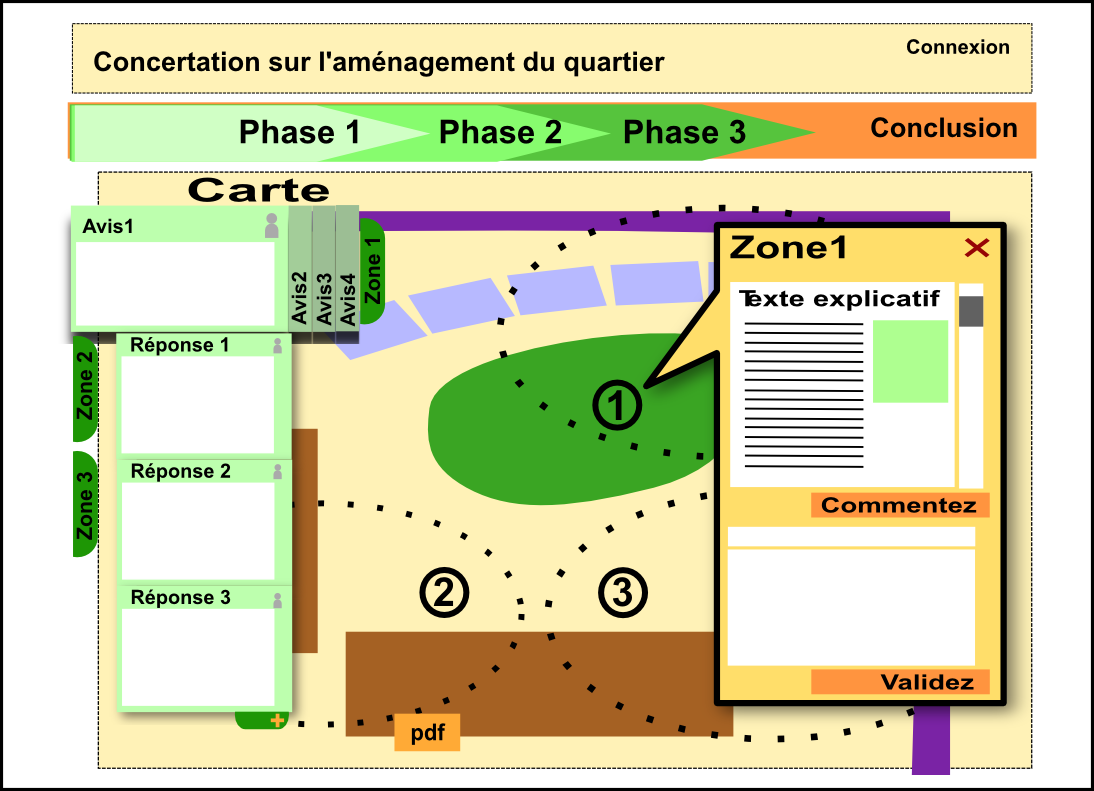 Concertation sur l'aménagement du quartier
Connexion
Phase 1
Phase 2
Phase 3
Conclusion
Carte
Avis1
Avis2
Avis3
Avis4
Zone 1
Zone 2
Zone 3
Réponse 1
Réponse 2
Réponse 3
+
1
2
3
pdf
Zone1
Texte explicatif
Commentez
Validez